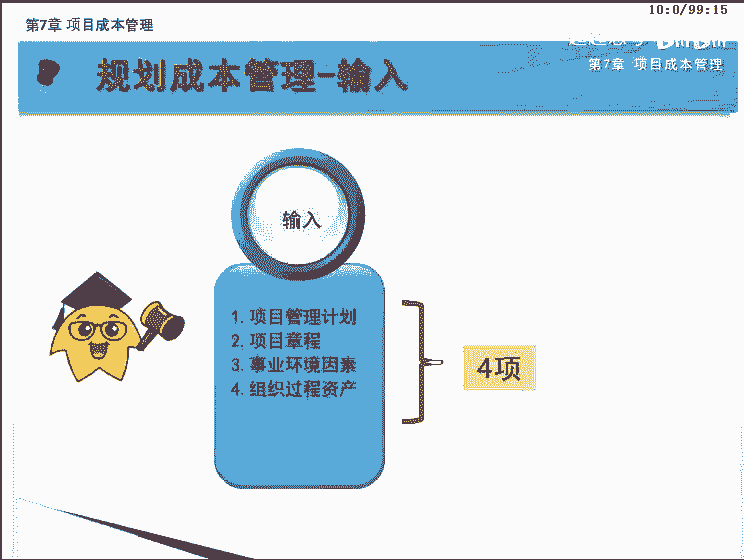 10:0/99:15
第7章 项目成本管理
规划成本管理-输入
第7章 项目成本管理
输入
1. 项目管理计划
2. 项目章程
3. 事业环境因素
4. 组织过程资产
4项